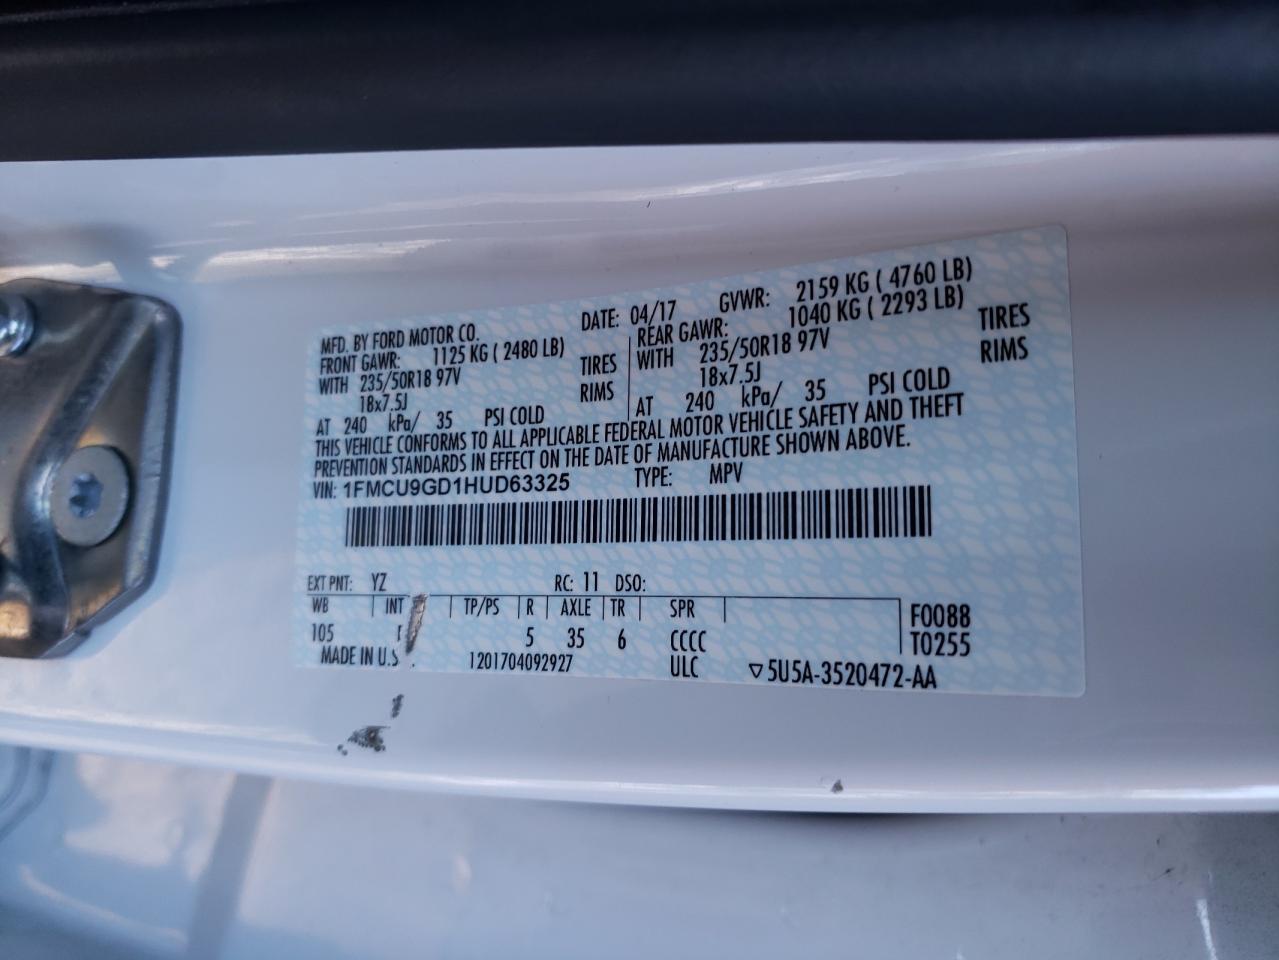 MFD. BY FORD MOTOR CO.
DATE: 04/17 GVWR: 2159 KG ( 4760 LB)
FRONT GAWR: 1125 KG ( 2480 LB)
WITH 235/50R18 97V TIRES
18x7.5J RIMS
AT 240 kPa/ 35 PSI COLD
REAR GAWR: 1040 KG ( 2293 LB)
WITH 235/50R18 97V TIRES
18x7.5J RIMS
AT 240 kPa/ 35 PSI COLD
THIS VEHICLE CONFORMS TO ALL APPLICABLE FEDERAL MOTOR VEHICLE SAFETY AND THEFT
PREVENTION STANDARDS IN EFFECT ON THE DATE OF MANUFACTURE SHOWN ABOVE.
VIN: 1FMCU9GD1HUD63325 TYPE: MPV
EXT PNT: YZ RC: 11 DSO:
WB INT TP/PS R AXLE TR SPR F0088
105 5 35 6 CCCC T0255
MADE IN U.S 1201704092927 ULC ▽5U5A-3520472-AA